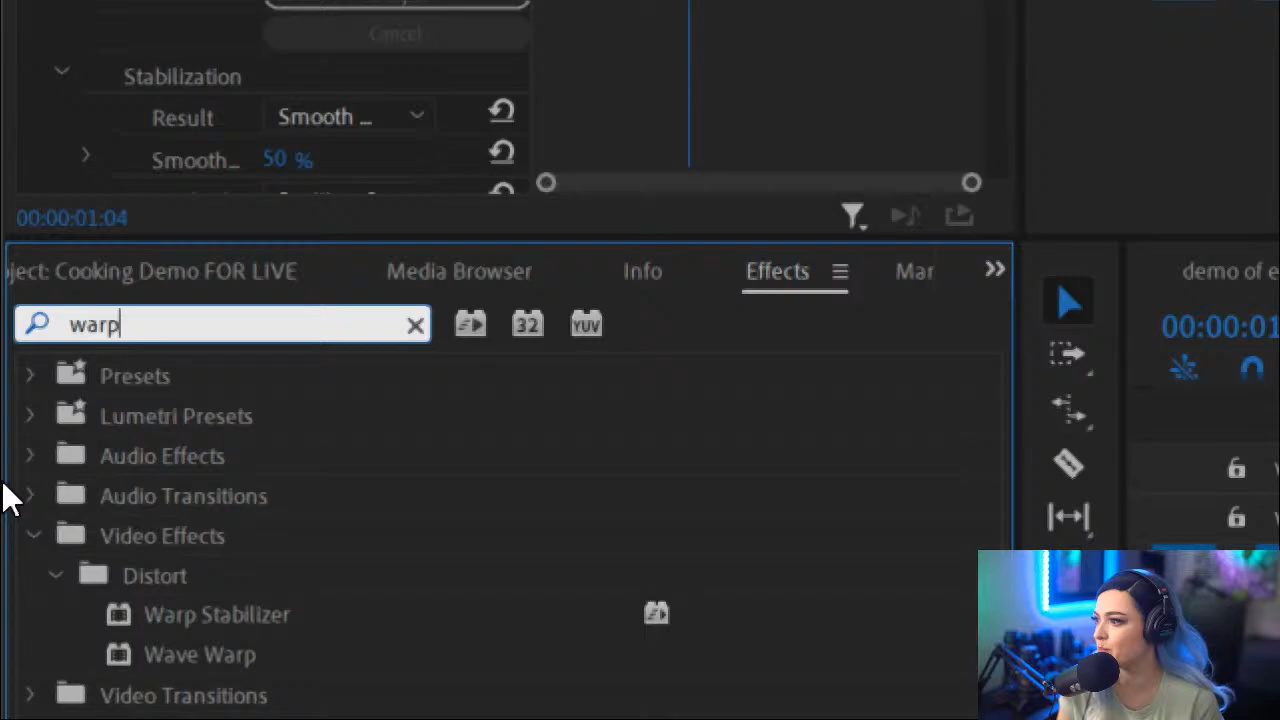 Cancel
Stabilization
Result Smooth ...
Smooth... 50 %
00:00:01:04
oject: Cooking Demo FOR LIVE Media Browser Info Effects Mar
demo of e
warp 32 YUV
00:00:01
Presets
Lumetri Presets
Audio Effects
Audio Transitions
Video Effects
Distort
Warp Stabilizer
Wave Warp
Video Transitions